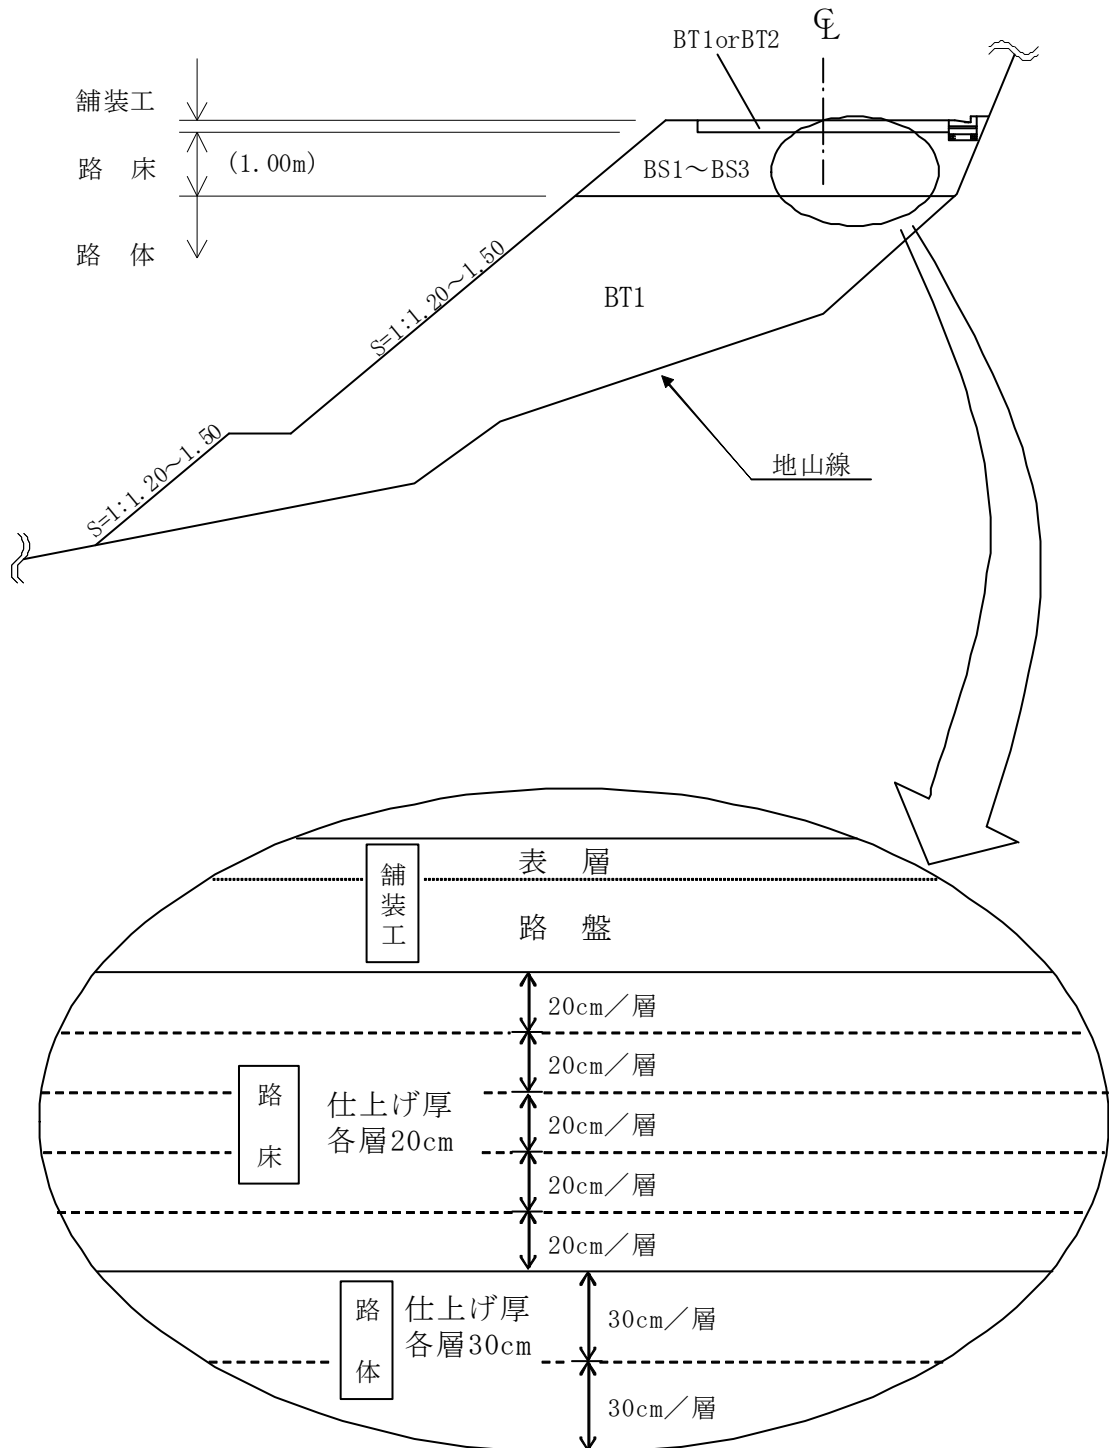 ℄
BT1orBT2
舗装工
路　床
(1.00m)
BS1～BS3
路　体
S=1:1.20～1.50
BT1
S=1:1.20～1.50
地山線
表　層
舗装工
路　盤
20cm／層
20cm／層
路床
仕上げ厚
各層20cm
20cm／層
20cm／層
20cm／層
路体
仕上げ厚
各層30cm
30cm／層
30cm／層